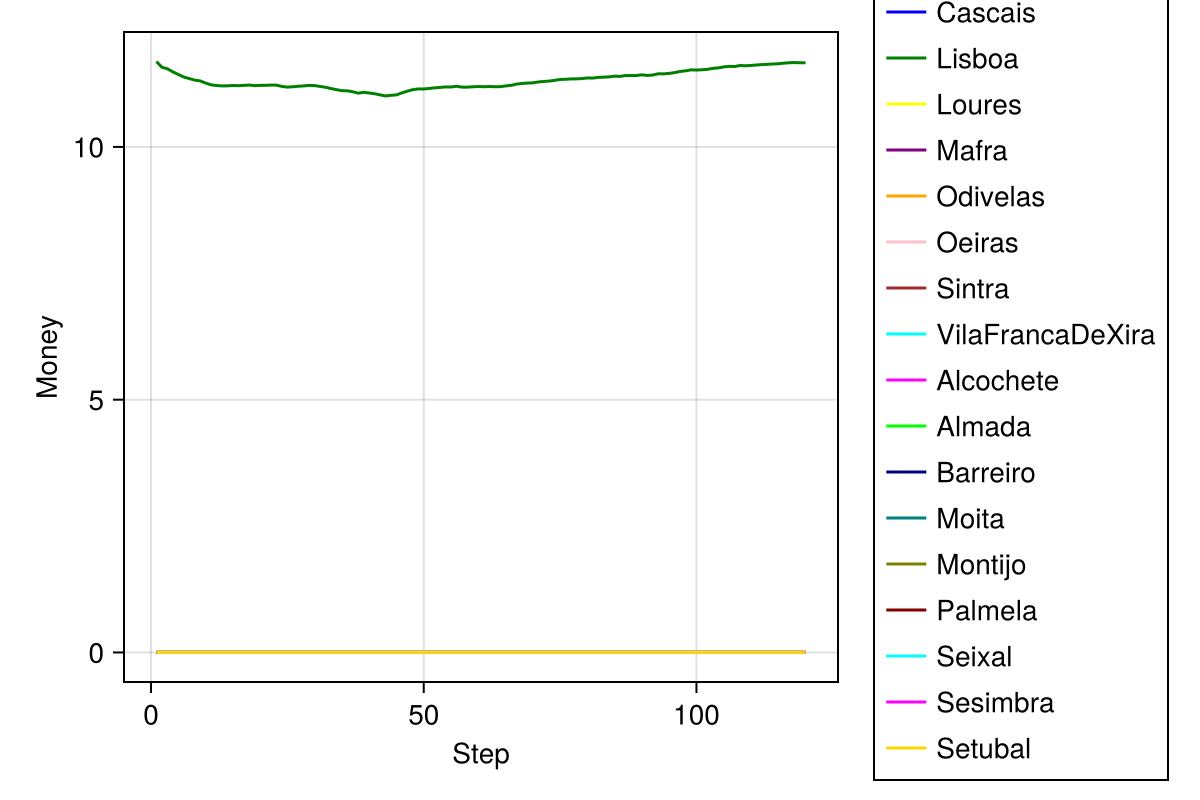 10
5
0
Money
0
50
100
Step
Cascais
Lisboa
Loures
Mafra
Odivelas
Oeiras
Sintra
VilaFrancaDeXira
Alcochete
Almada
Barreiro
Moita
Montijo
Palmela
Seixal
Sesimbra
Setubal